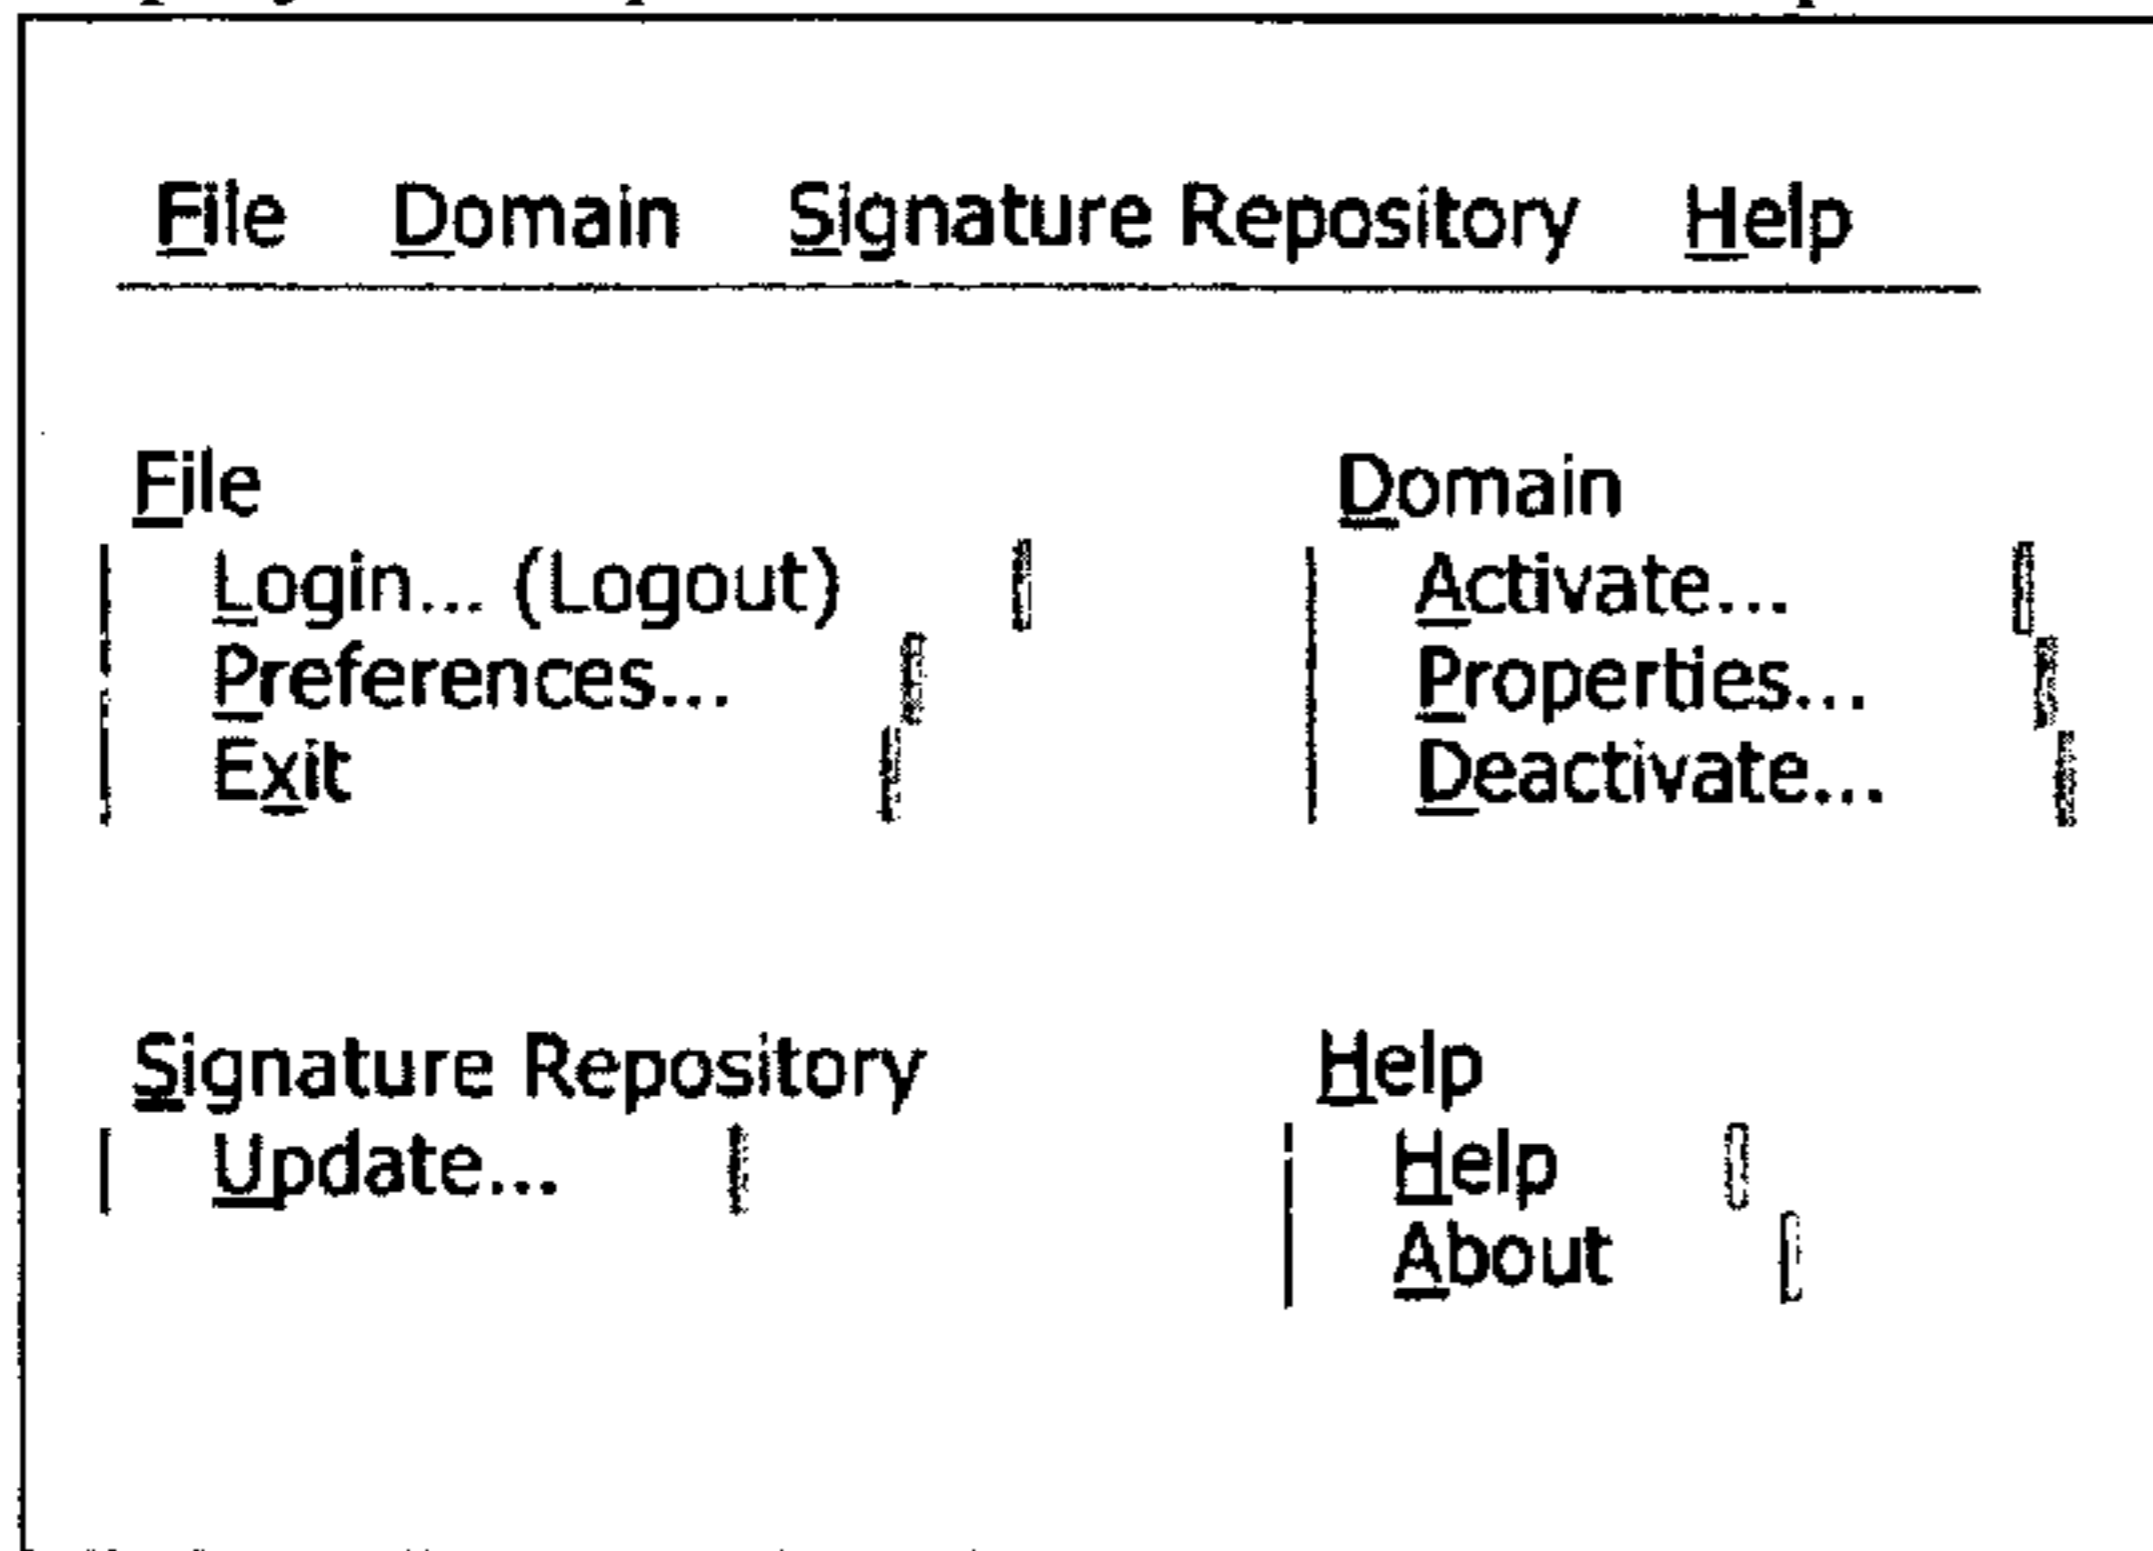 File Domain Signature Repository Help
File
Login... (Logout)
Preferences...
Exit
Domain
Activate...
Properties...
Deactivate...
Signature Repository
Update...
Help
Help
About